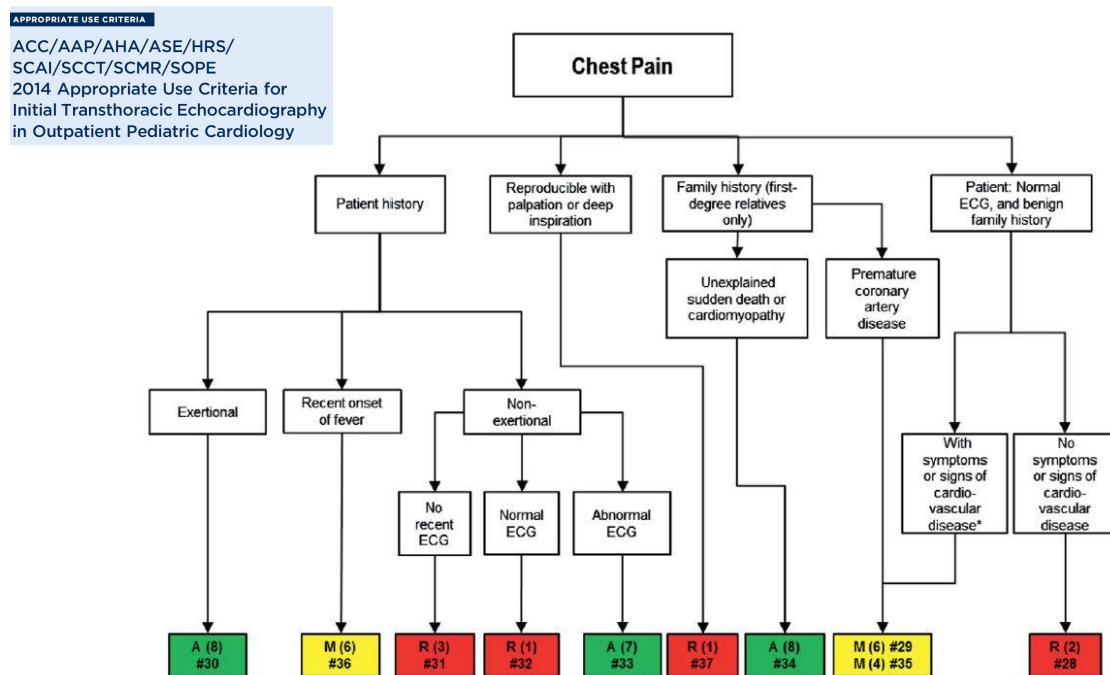 APPROPRIATE USE CRITERIA
ACC/AAP/AHA/ASE/HRS/
SCAI/SCCT/SCMR/SOPE
2014 Appropriate Use Criteria for
Initial Transthoracic Echocardiography
in Outpatient Pediatric Cardiology
Chest Pain
Patient history
Reproducible with
palpation or deep
inspiration
Family history (first-
degree relatives
only)
Patient: Normal
ECG, and benign
family history
Unexplained
sudden death or
cardiomyopathy
Premature
coronary
artery
disease
Exertional
Recent onset
of fever
Non-
exertional
With
symptoms
or signs of
cardio-
vascular
disease*
No
symptoms
or signs of
cardio-
vascular
disease
No
recent
ECG
Normal
ECG
Abnormal
ECG
A (8)
#30
M (6)
#36
R (3)
#31
R (1)
#32
A (7)
#33
R (1)
#37
A (8)
#34
M (6) #29
M (4) #35
R (2)
#28